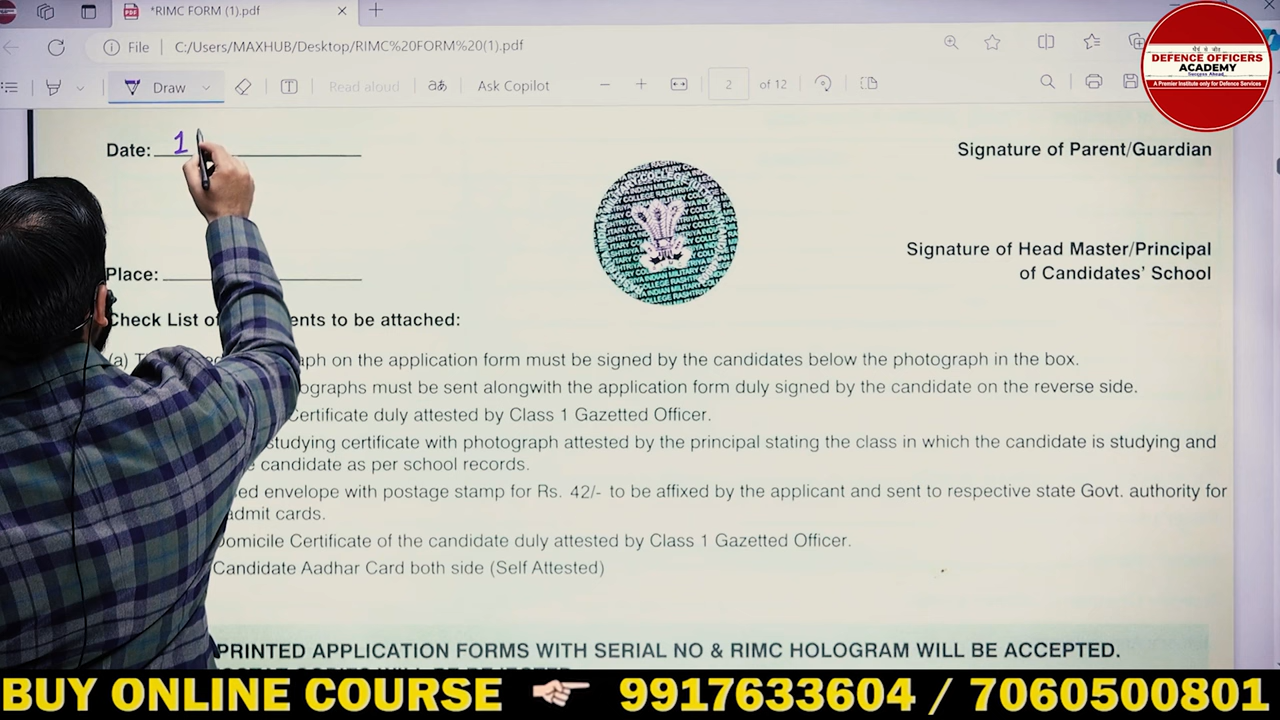 *RIMC FORM (1).pdf
File C:/Users/MAXHUB/Desktop/RIMC%20FORM%20(1).pdf
Draw Read aloud 2 of 12
DEFENCE OFFICERS
ACADEMY
Success Ahead
A Premier Institute only for Defence Services
Date: 1
Signature of Parent/Guardian
Signature of Head Master/Principal
of Candidates' School
Place:
Check List of ents to be attached:
(a) aph on the application form must be signed by the candidates below the photograph in the box.
ographs must be sent alongwith the application form duly signed by the candidate on the reverse side.
Certificate duly attested by Class 1 Gazetted Officer.
studying certificate with photograph attested by the principal stating the class in which the candidate is studying and
candidate as per school records.
ed envelope with postage stamp for Rs. 42/- to be affixed by the applicant and sent to respective state Govt. authority for
admit cards.
Domicile Certificate of the candidate duly attested by Class 1 Gazetted Officer.
Candidate Aadhar Card both side (Self Attested)
PRINTED APPLICATION FORMS WITH SERIAL NO & RIMC HOLOGRAM WILL BE ACCEPTED.
BUY ONLINE COURSE 9917633604 / 7060500801